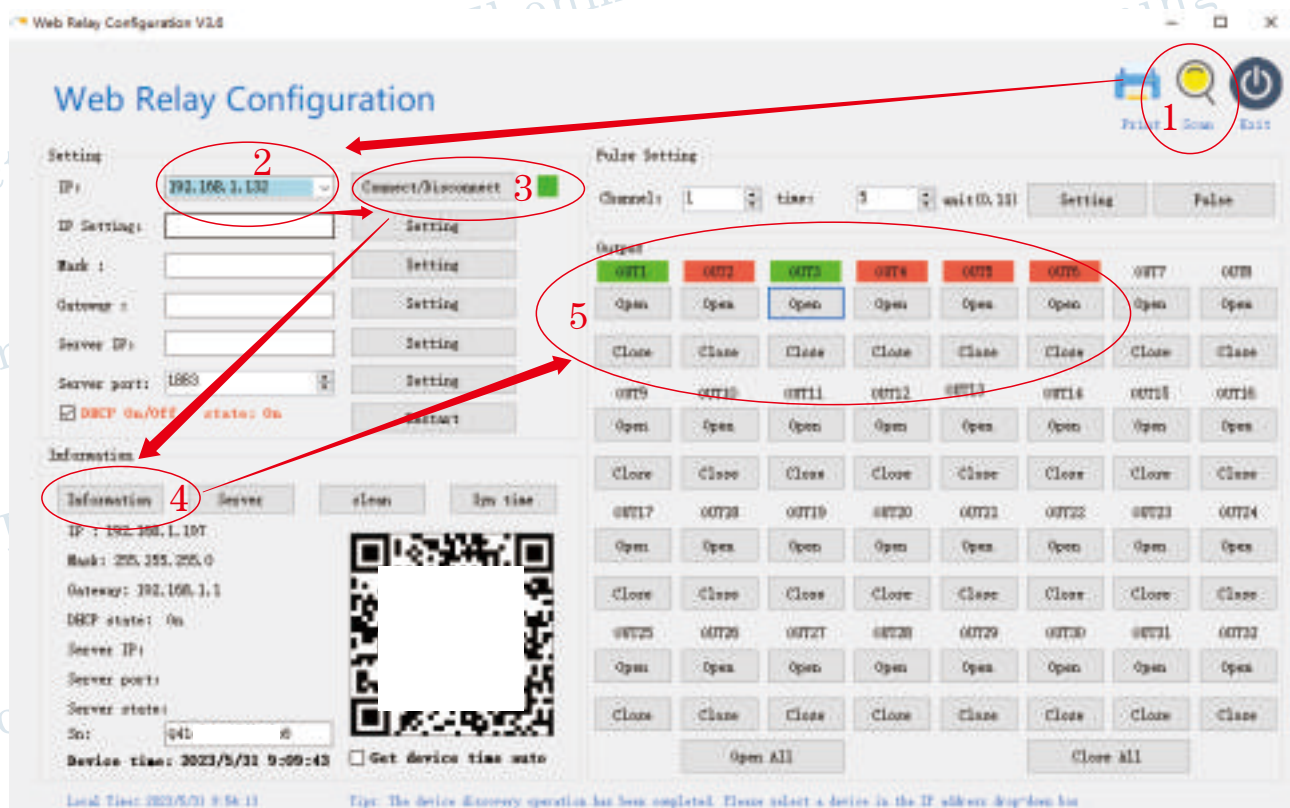 Web Relay Configuration V3.6
Web Relay Configuration
Print Scan Exit
1
Setting
IP: 192.168.1.132 Connect/Disconnect
2
3
IP Setting: Setting
Mask : Setting
Gateway : Setting
Server IP: Setting
Server port: 1883 Setting
DHCP On/Off state: On Restart
Pulse Setting
Channel: 1 time: 5 unit(0.1S) Setting Pulse
Output
OUT1 OUT2 OUT3 OUT4 OUT5 OUT6 OUT7 OUT8
Open Open Open Open Open Open Open Open
5
Close Close Close Close Close Close Close Close
OUT9 OUT10 OUT11 OUT12 OUT13 OUT14 OUT15 OUT16
Open Open Open Open Open Open Open Open
Close Close Close Close Close Close Close Close
OUT17 OUT18 OUT19 OUT20 OUT21 OUT22 OUT23 OUT24
Open Open Open Open Open Open Open Open
Close Close Close Close Close Close Close Close
OUT25 OUT26 OUT27 OUT28 OUT29 OUT30 OUT31 OUT32
Open Open Open Open Open Open Open Open
Close Close Close Close Close Close Close Close
Open All Close All
Information
Information Server clean Syn time
4
IP : 192.168.1.107
Mask: 255.255.255.0
Gateway: 192.168.1.1
DHCP state: On
Server IP:
Server port:
Server state:
Sn:
Device time: 2023/5/31 9:09:43 Get device time auto
Local Time: 2023/5/31 9:54:13 Tips: The device discovery operation has been completed. Please select a device in the IP address drop-down box